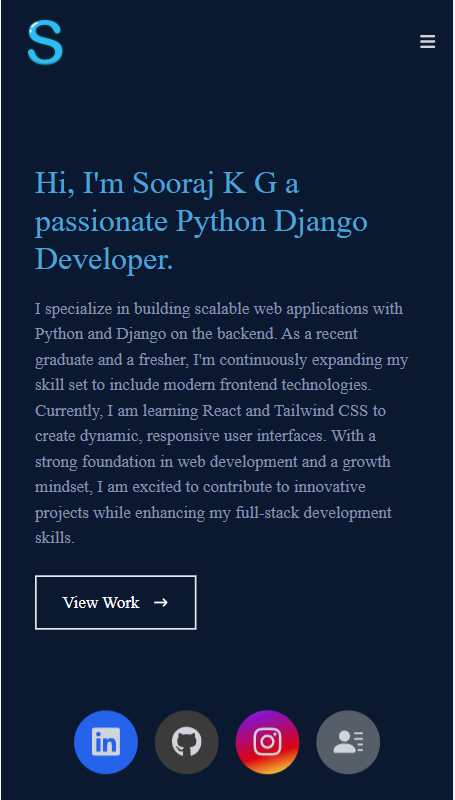 S
Hi, I'm Sooraj K G a
passionate Python Django
Developer.
I specialize in building scalable web applications with
Python and Django on the backend. As a recent
graduate and a fresher, I'm continuously expanding my
skill set to include modern frontend technologies.
Currently, I am learning React and Tailwind CSS to
create dynamic, responsive user interfaces. With a
strong foundation in web development and a growth
mindset, I am excited to contribute to innovative
projects while enhancing my full-stack development
skills.
View Work →
in